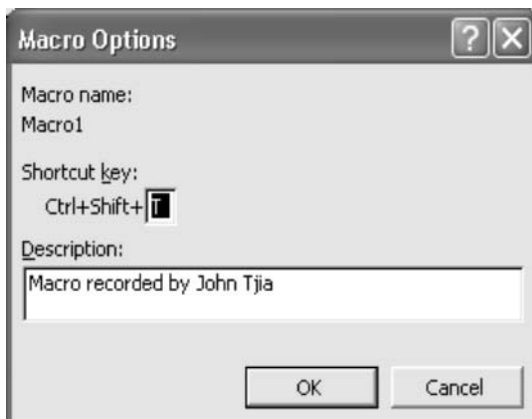 Macro Options
Macro name:
Macro1
Shortcut key:
Ctrl+Shift+ T
Description:
Macro recorded by John Tjia
OK Cancel